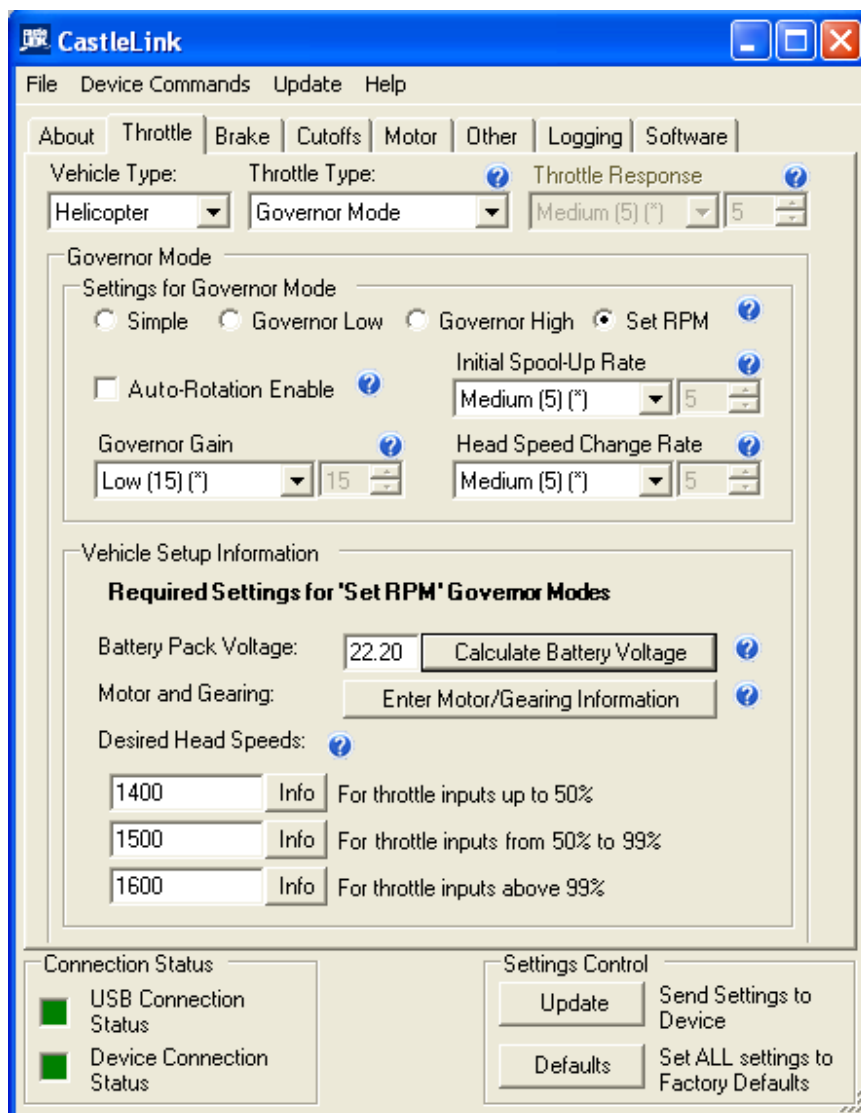 CastleLink
File Device Commands Update Help
About Throttle Brake Cutoffs Motor Other Logging Software
Vehicle Type: Throttle Type: ? Throttle Response ?
Helicopter Governor Mode Medium (5) (*) 5
Governor Mode
Settings for Governor Mode
Simple Governor Low Governor High Set RPM ?
Initial Spool-Up Rate ?
Auto-Rotation Enable ? Medium (5) (*) 5
Governor Gain ? Head Speed Change Rate ?
Low (15) (*) 15 Medium (5) (*) 5
Vehicle Setup Information
Required Settings for 'Set RPM' Governor Modes
Battery Pack Voltage: 22.20 Calculate Battery Voltage ?
Motor and Gearing: Enter Motor/Gearing Information ?
Desired Head Speeds: ?
1400 Info For throttle inputs up to 50%
1500 Info For throttle inputs from 50% to 99%
1600 Info For throttle inputs above 99%
Connection Status
USB Connection
Status
Device Connection
Status
Settings Control
Update Send Settings to
Device
Defaults Set ALL settings to
Factory Defaults